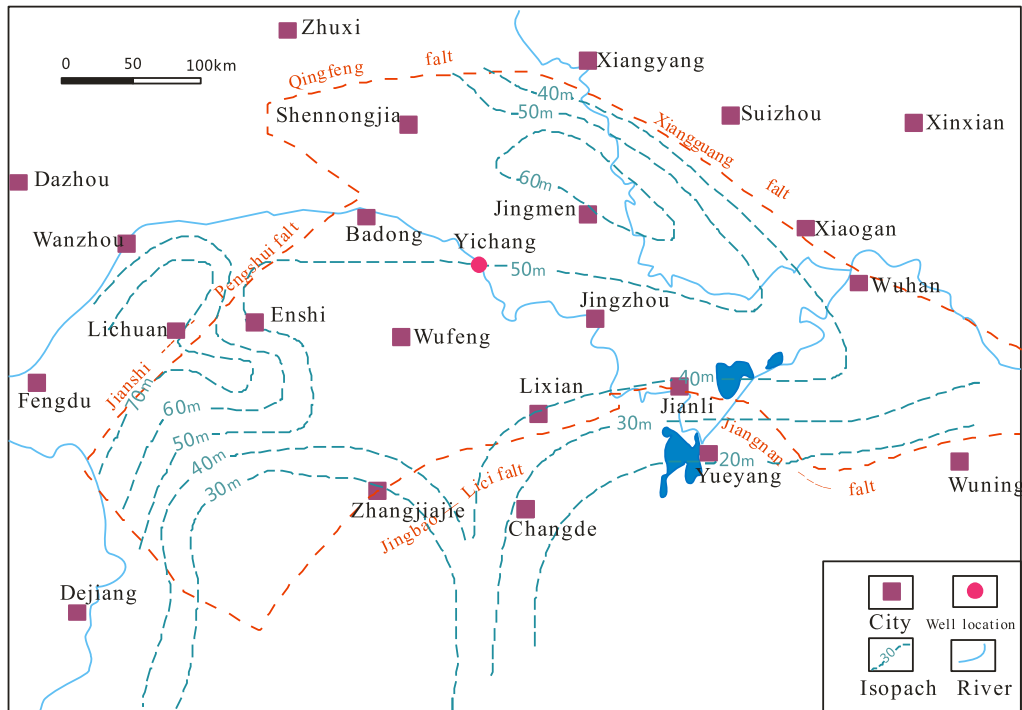 Zhuxi
falt
Qingfeng
Xiangyang
0 50 100km
40m
50m
Shennongjia
Suizhou
Xinxian
Xiangguang
falt
Dazhou
60m
Jingmen
Wanzhou
Badong
Yichang
Xiaogan
Pengshui falt
50m
Wuhan
Jingzhou
Lichuan
Enshi
Wufeng
Jianshi
Fengdu
70m
Lixian
40m
60m
Jianli
30m
50m
Jiangnan
falt
40m
20m
Yueyang
30m
Wuning
Zhangjiajie
Jingbao - Lici falt
Changde
Dejiang
City
Well location
30
Isopach
River